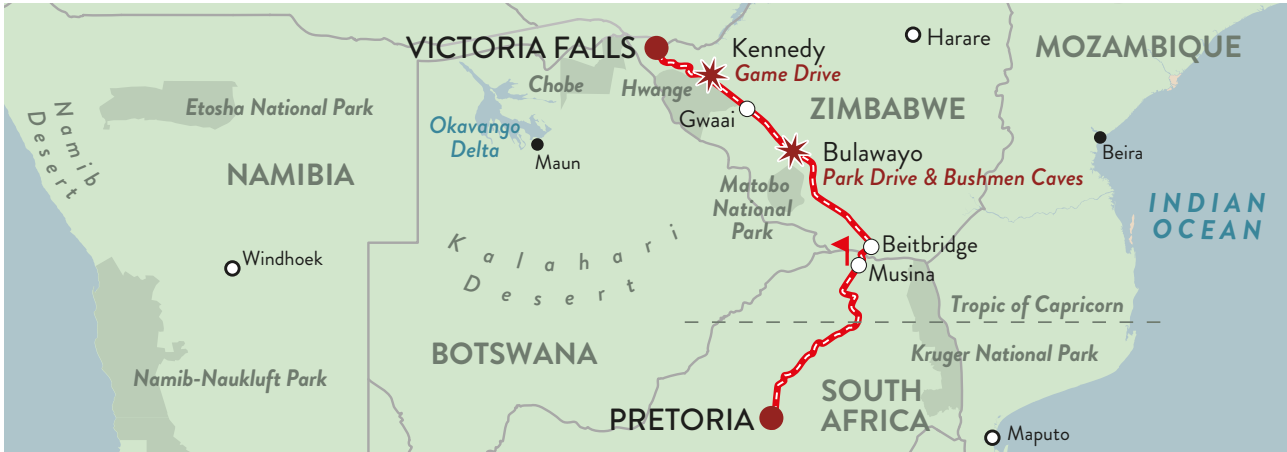 VICTORIA FALLS
Kennedy
Game Drive
Harare
MOZAMBIQUE
Chobe
Hwange
Etosha National Park
Namib
Desert
Okavango
Delta
Maun
Gwaai
ZIMBABWE
Beira
NAMIBIA
Bulawayo
Park Drive & Bushmen Caves
Matobo
National
Park
INDIAN
OCEAN
Kalahari
Desert
Windhoek
Beitbridge
Musina
Tropic of Capricorn
BOTSWANA
Kruger National Park
Namib-Naukluft Park
SOUTH
AFRICA
PRETORIA
Maputo